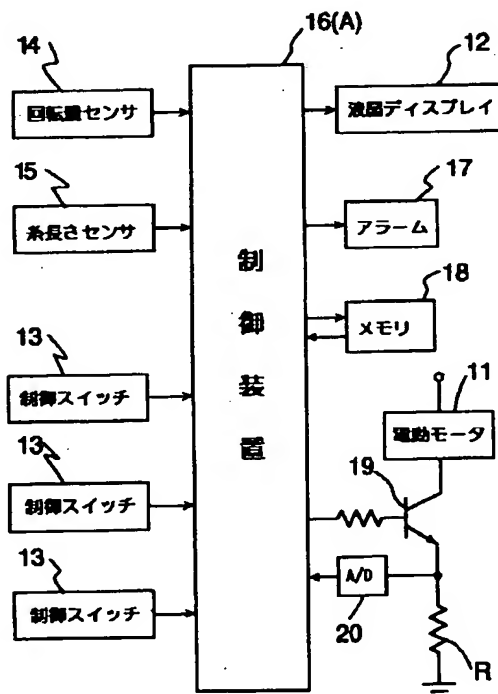 16(A)
14
12
回転量センサ
液晶ディスプレイ
15
17
糸長さセンサ
アラーム
制御装置
18
メモリ
13
制御スイッチ
11
電動モータ
13
19
制御スイッチ
13
A/D
制御スイッチ
20
R